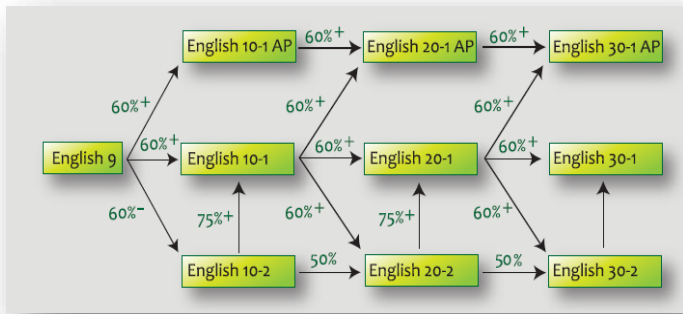 English 10-1 AP
60%+
English 20-1 AP
60%+
English 30-1 AP
60%+
60%+
60%+
English 9
60%+
English 10-1
60%+
English 20-1
60%+
English 30-1
60%-
75%+
60%+
75%+
60%+
English 10-2
50%
English 20-2
50%
English 30-2